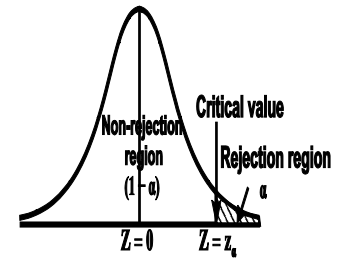 Critical value
Non-rejection
region
(1 - α)
Rejection region
α
Z = 0
Z = zα